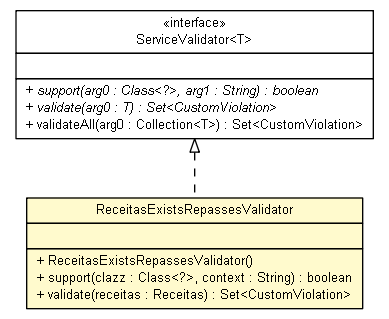 «interface»
ServiceValidator<T>
+ support(arg0 : Class<?>, arg1 : String) : boolean
+ validate(arg0 : T) : Set<CustomViolation>
+ validateAll(arg0 : Collection<T>) : Set<CustomViolation>
ReceitasExistsRepassesValidator
+ ReceitasExistsRepassesValidator()
+ support(clazz : Class<?>, context : String) : boolean
+ validate(receitas : Receitas) : Set<CustomViolation>